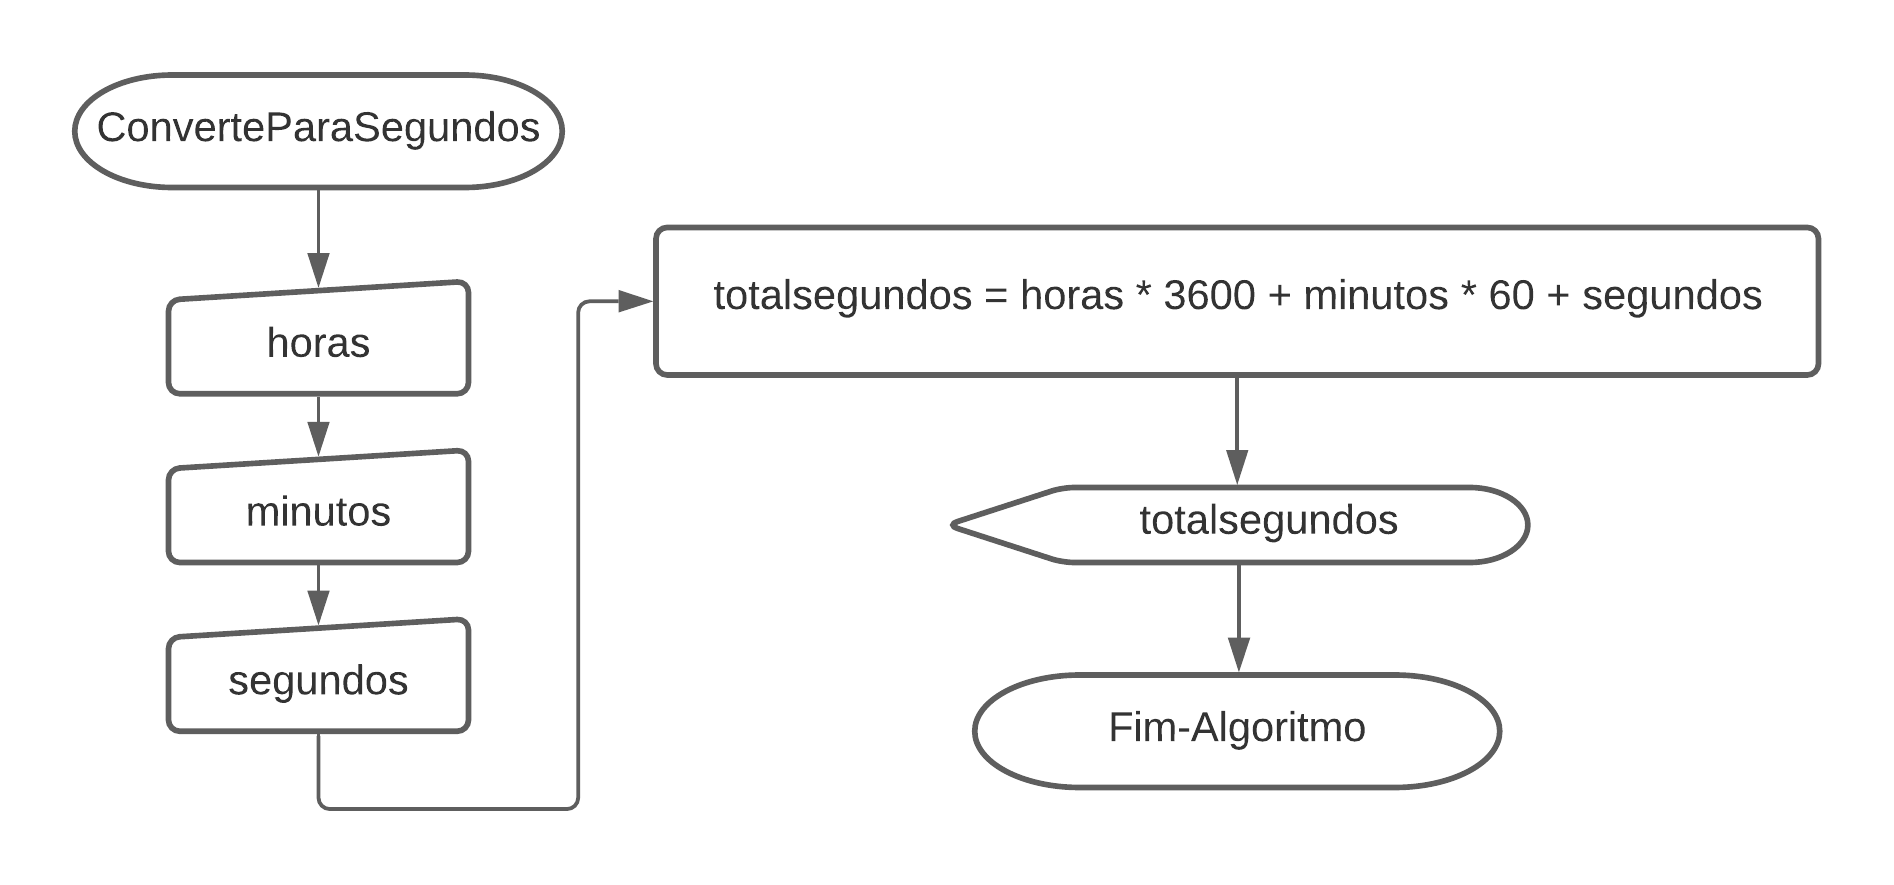 ConverteParaSegundos
horas
minutos
segundos
totalsegundos = horas * 3600 + minutos * 60 + segundos
totalsegundos
Fim-Algoritmo